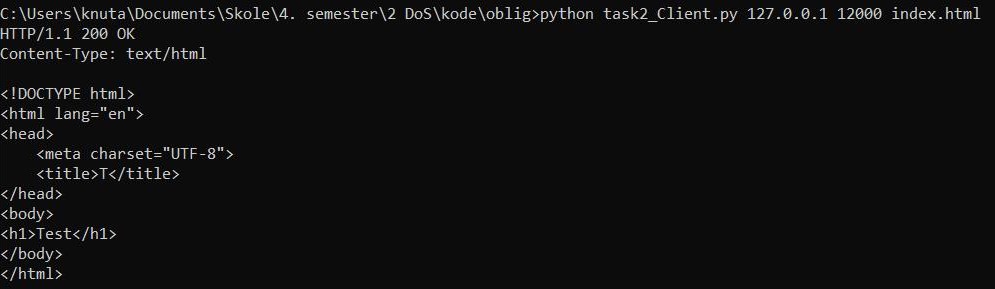 C:\Users\knuta\Documents\Skole\4. semester\2 DoS\kode\oblig>python task2_Client.py 127.0.0.1 12000 index.html
HTTP/1.1 200 OK
Content-Type: text/html

<!DOCTYPE html>
<html lang="en">
<head>
    <meta charset="UTF-8">
    <title>T</title>
</head>
<body>
<h1>Test</h1>
</body>
</html>